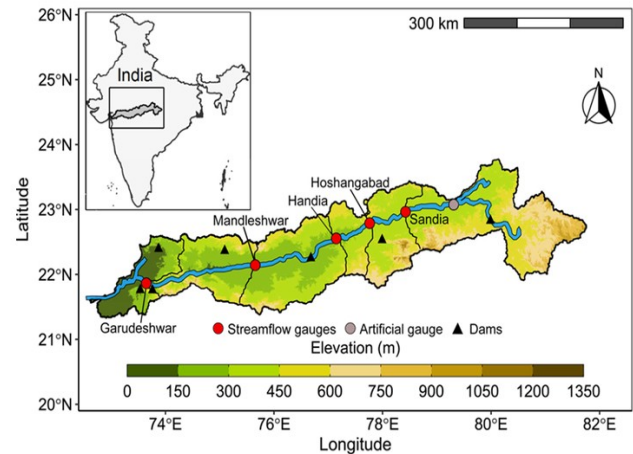 26°N
25°N
24°N
23°N
22°N
21°N
20°N
Latitude
India
300 km
N
Hoshangabad
Handia
Mandleshwar
Sandia
Garudeshwar
Streamflow gauges
Artificial gauge
Dams
Elevation (m)
0 150 300 450 600 750 900 1050 1200 1350
74°E 76°E 78°E 80°E 82°E
Longitude